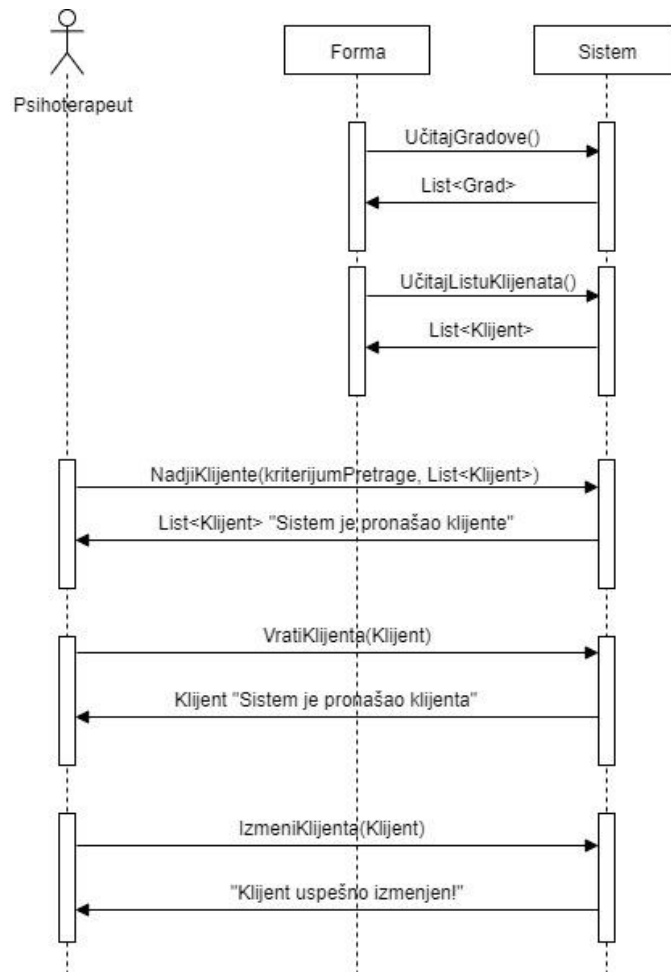 Forma
Sistem
Psihoterapeut
UčitajGradove()
List<Grad>
UčitajListuKlijenata()
List<Klijent>
NadjiKlijente(kriterijumPretrage, List<Klijent>)
List<Klijent> "Sistem je pronašao klijente"
VratiKlijenta(Klijent)
Klijent "Sistem je pronašao klijenta"
IzmeniKlijenta(Klijent)
"Klijent uspešno izmenjen!"